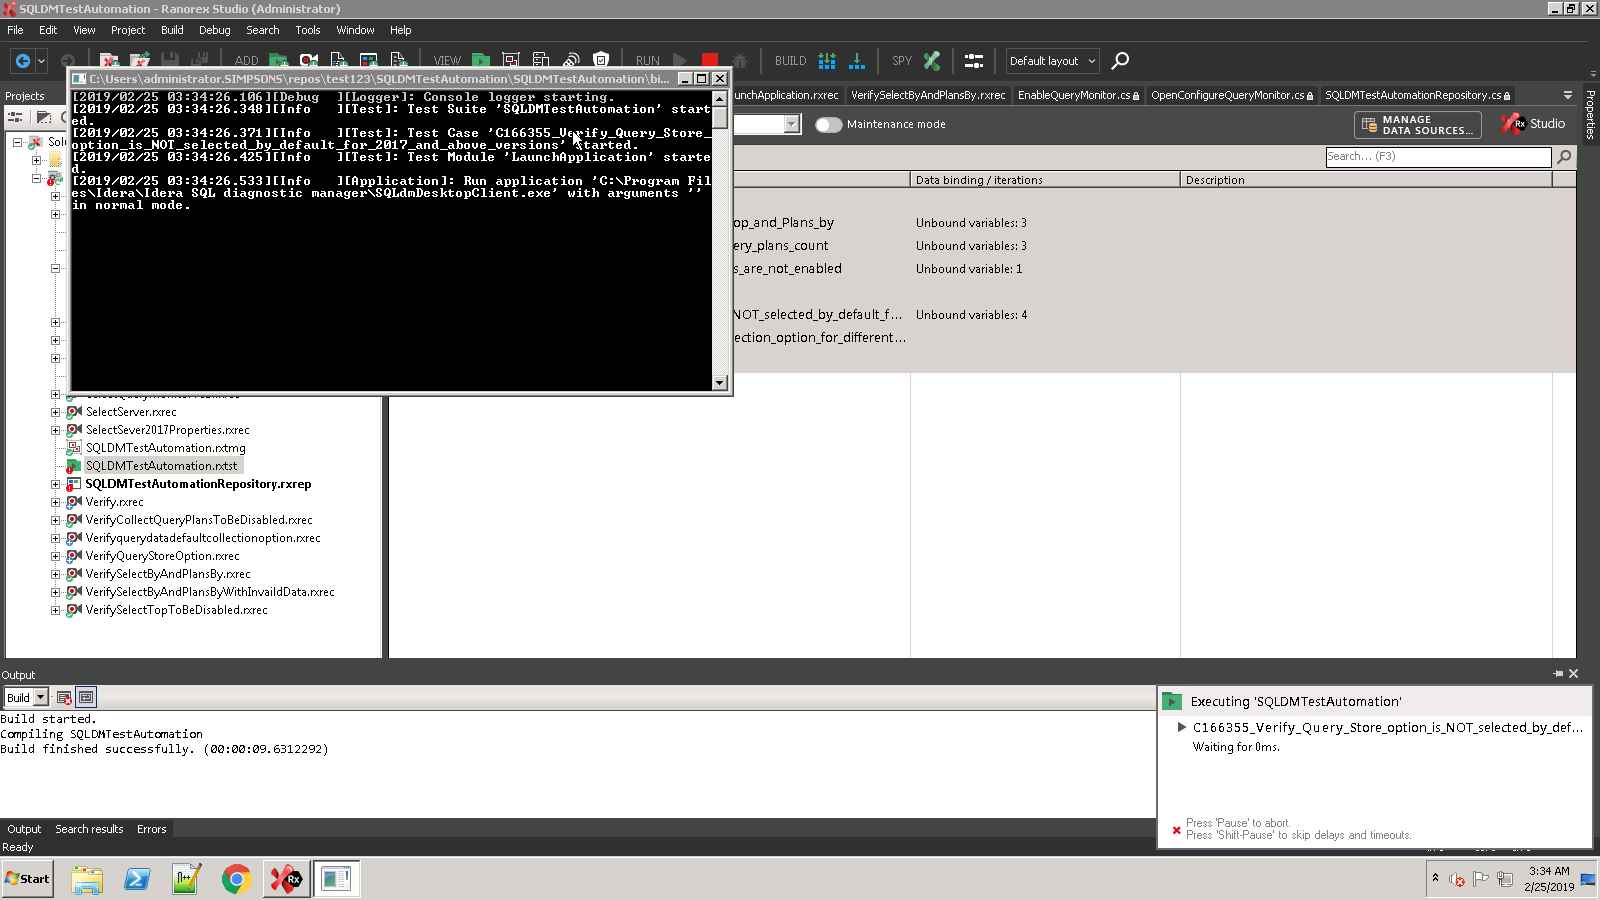 SQLDMTestAutomation - Ranorex Studio (Administrator)
File Edit View Project Build Debug Search Tools Window Help
ADD VIEW RUN BUILD SPY Default layout
C:\Users\administrator.SIMPSONS\repos\test123\SQLDMTestAutomation\SQLDMTestAutomation\bi...
Projects
unchApplication.rxrec VerifySelectByAndPlansBy.rxrec EnableQueryMonitor.cs OpenConfigureQueryMonitor.cs SQLDMTestAutomationRepository.cs
Properties
[2019/02/25 03:34:26.106][Debug ][Logger]: Console logger starting.
[2019/02/25 03:34:26.348][Info ][Test]: Test Suite 'SQLDMTestAutomation' start
ed.
[2019/02/25 03:34:26.371][Info ][Test]: Test Case 'C166355_Verify_Query_Store_
option_is_NOT_selected_by_default_for_2017_and_above_versions' started.
[2019/02/25 03:34:26.425][Info ][Test]: Test Module 'LaunchApplication' starte
d.
[2019/02/25 03:34:26.533][Info ][Application]: Run application 'C:\Program Fil
es\Idera\Idera SQL diagnostic manager\SQLdmDesktopClient.exe' with arguments ''
in normal mode.
Maintenance mode
MANAGE
DATA SOURCES...
Rx Studio
Solu
Search... (F3)
Data binding / iterations Description
op_and_Plans_by Unbound variables: 3
ery_plans_count Unbound variables: 3
s_are_not_enabled Unbound variable: 1
NOT_selected_by_default_f... Unbound variables: 4
ection_option_for_different...
SelectServer.rxrec
SelectSever2017Properties.rxrec
SQLDMTestAutomation.rxtmg
SQLDMTestAutomation.rxtst
SQLDMTestAutomationRepository.rxrep
Verify.rxrec
VerifyCollectQueryPlansToBeDisabled.rxrec
Verifyquerydatadefaultcollectionoption.rxrec
VerifyQueryStoreOption.rxrec
VerifySelectByAndPlansBy.rxrec
VerifySelectByAndPlansByWithInvaildData.rxrec
VerifySelectTopToBeDisabled.rxrec
Output
Build
Build started.
Compiling SQLDMTestAutomation
Build finished successfully. (00:00:09.6312292)
Executing 'SQLDMTestAutomation'
C166355_Verify_Query_Store_option_is_NOT_selected_by_def...
Waiting for 0ms.
Press 'Pause' to abort.
Press 'Shift-Pause' to skip delays and timeouts.
Output Search results Errors
Ready
Start
3:34 AM
2/25/2019